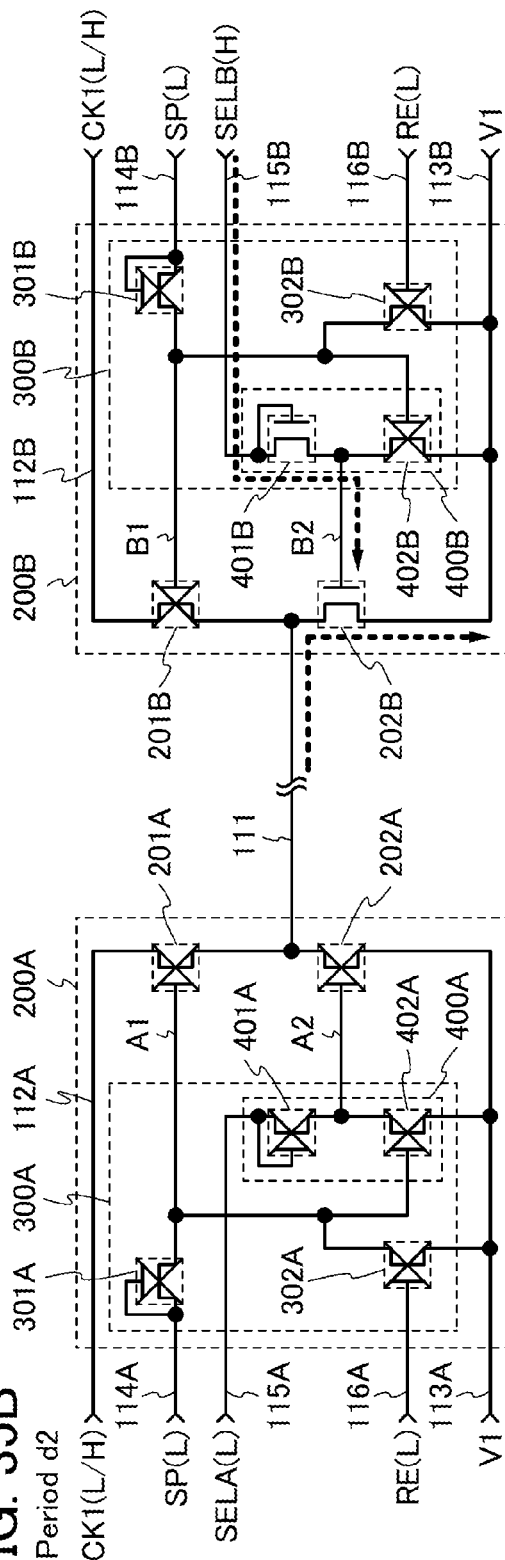 IG. 35B
Period d2
300A
301A
112A
200A
CK1(L/H)
114A
SP(L)
A1
201A
111
115A
SELA(L)
401A
A2
202A
302A
402A
400A
116A
RE(L)
113A
V1
200B
112B
300B
301B
CK1(L/H)
114B
SP(L)
B1
201B
SELB(H)
115B
401B
B2
202B
302B
402B
400B
116B
RE(L)
113B
V1